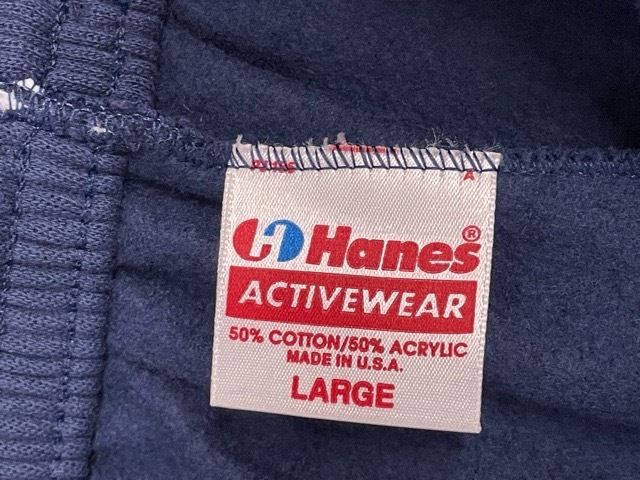 A
Hanes®
ACTIVEWEAR
50% COTTON/50% ACRYLIC
MADE IN U.S.A.
LARGE